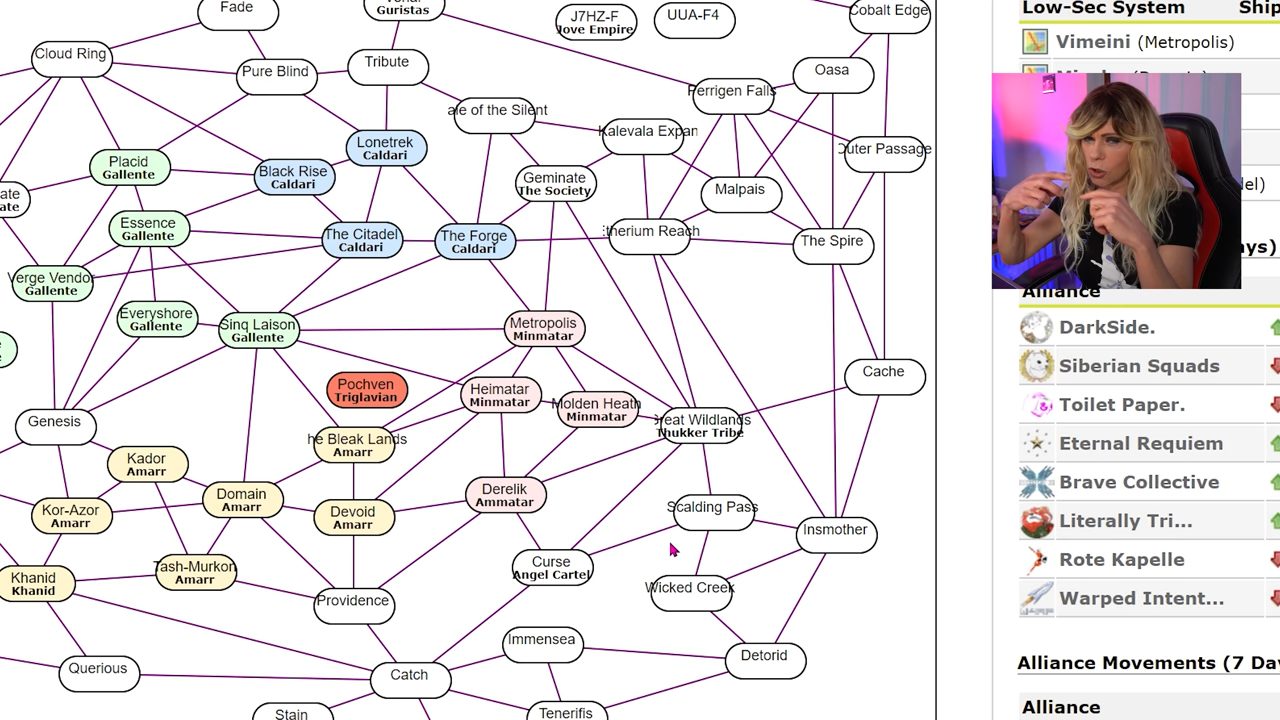 Fade
Guristas
J7HZ-F
Jove Empire
UUA-F4
Cobalt Edge
Cloud Ring
Pure Blind
Tribute
Oasa
Perrigen Falls
ale of the Silent
Kalevala Expan
Outer Passage
Lonetrek
Caldari
Placid
Gallente
Black Rise
Caldari
Geminate
The Society
Malpais
ate
ate
Essence
Gallente
The Citadel
Caldari
The Forge
Caldari
therium Reach
The Spire
Verge Vendor
Gallente
Everyshore
Gallente
Sinq Laison
Gallente
Metropolis
Minmatar
Cache
Pochven
Triglavian
Heimatar
Minmatar
Molden Heath
Minmatar
Great Wildlands
Thukker Tribe
Genesis
he Bleak Lands
Amarr
Kador
Amarr
Domain
Amarr
Derelik
Ammatar
Kor-Azor
Amarr
Devoid
Amarr
Scalding Pass
Insmother
Khanid
Khanid
Tash-Murkon
Amarr
Curse
Angel Cartel
Wicked Creek
Providence
Immensea
Detorid
Querious
Catch
Stain
Tenerifis
Low-Sec System Ship
Vimeini (Metropolis)
del)
ays)
Alliance
DarkSide.
Siberian Squads
Toilet Paper.
Eternal Requiem
Brave Collective
Literally Tri...
Rote Kapelle
Warped Intent...
Alliance Movements (7 Day
Alliance